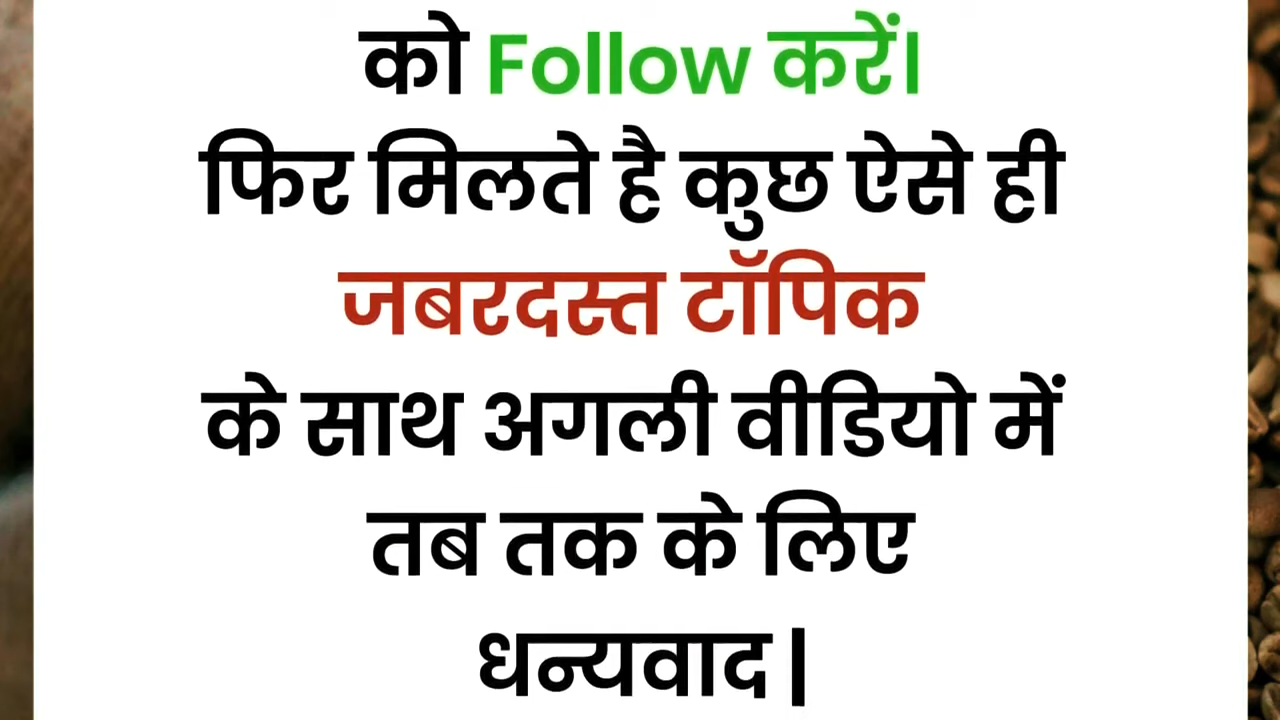 को Follow करें।
फिर मिलते है कुछ ऐसे ही
जबरदस्त टॉपिक
के साथ अगली वीडियो में
तब तक के लिए
धन्यवाद |